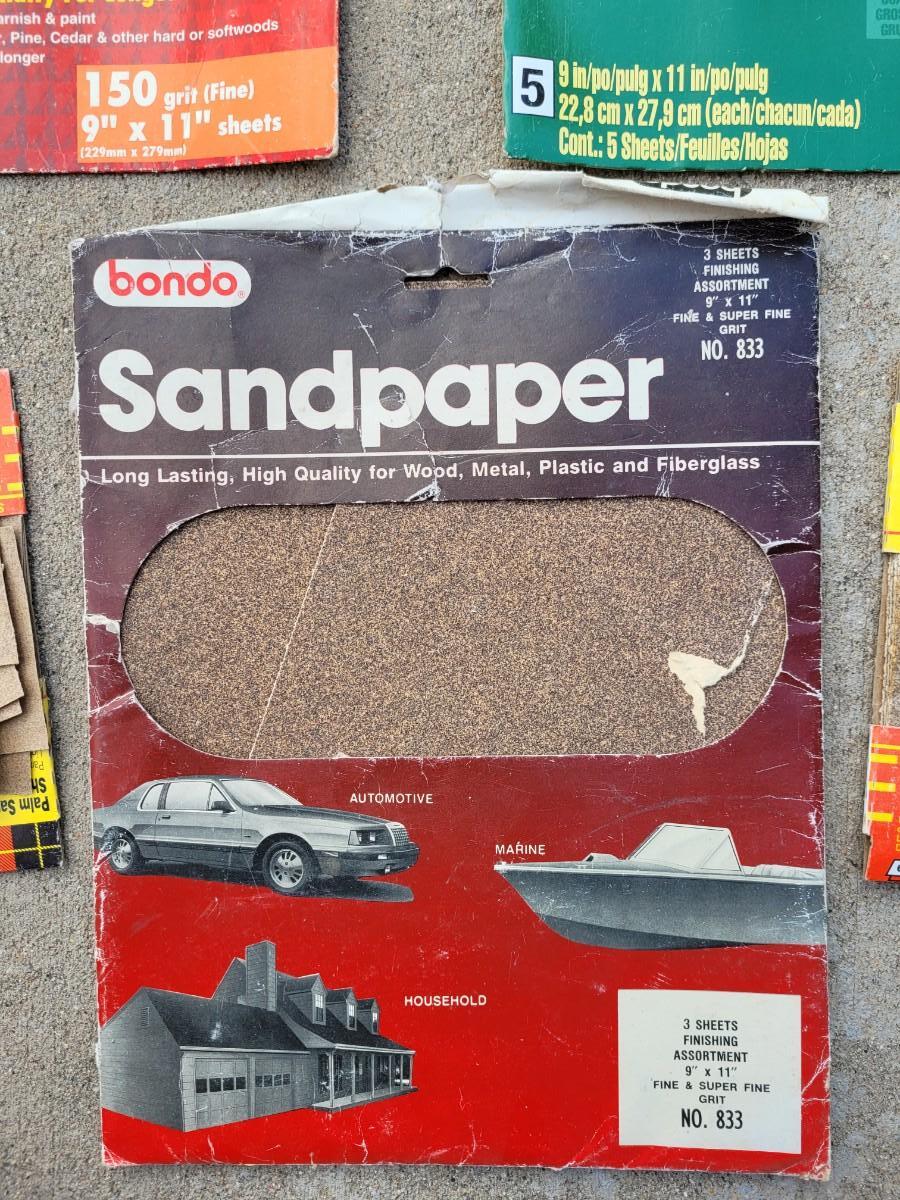 arnish & paint
, Pine, Cedar & other hard or softwoods
longer
150 grit (Fine)
9" x 11" sheets
(229mm x 279mm)
5
9 in/po/pulg x 11 in/po/pulg
22,8 cm x 27,9 cm (each/chacun/cada)
Cont.: 5 Sheets/Feuilles/Hojas
bondo®
3 SHEETS
FINISHING
ASSORTMENT
9" x 11"
FINE & SUPER FINE
GRIT
NO. 833
Sandpaper
Long Lasting, High Quality for Wood, Metal, Plastic and Fiberglass
AUTOMOTIVE
MARINE
HOUSEHOLD
3 SHEETS
FINISHING
ASSORTMENT
9" x 11"
FINE & SUPER FINE
GRIT
NO. 833
Palm Sa